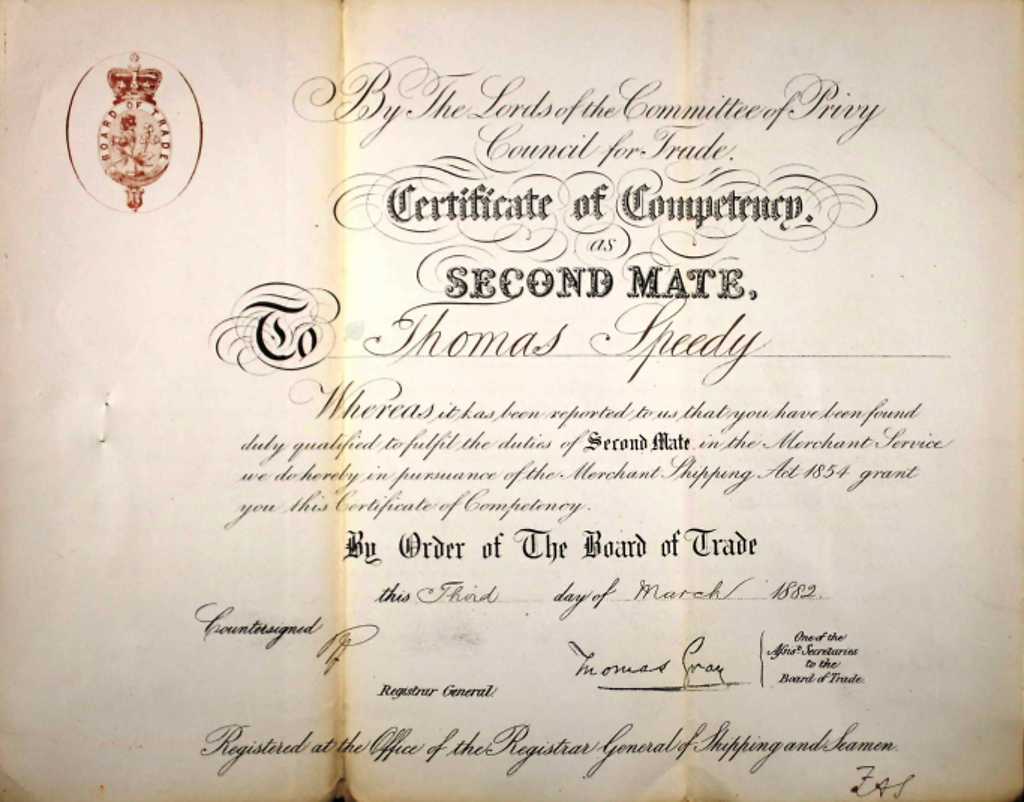 BOARD OF TRADE
By The Lords of the Committee of Privy
Council for Trade.
Certificate of Competency.
as
SECOND MATE,
To Thomas Speedy
Whereas it has been reported to us that you have been found
duly qualified to fulfil the duties of Second Mate in the Merchant Service
we do hereby in pursuance of the Merchant Shipping Act 1854 grant
you this Certificate of Competency.
By Order of The Board of Trade
this Third day of March 1882.
Countersigned
Thomas Gray
One of the
Assist. Secretaries
to the
Board of Trade.
Registrar General.
Registered at the Office of the Registrar General of Shipping and Seamen.